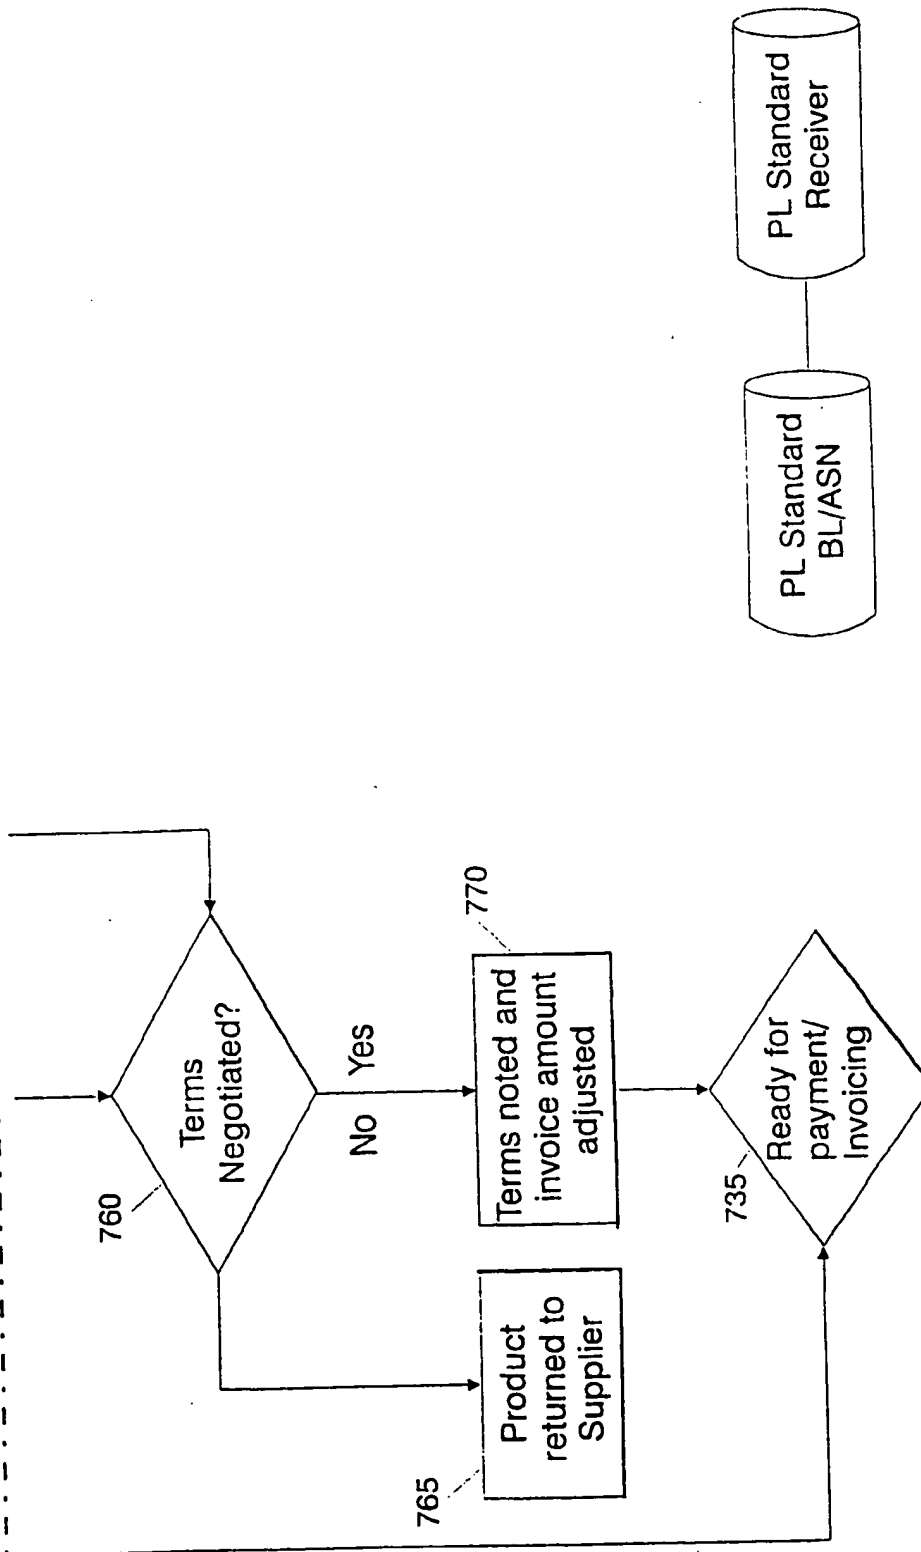 760
Terms
Negotiated?
No
Yes
765
Product
returned to
Supplier
770
Terms noted and
invoice amount
adjusted
735
Ready for
payment/
Invoicing
PL Standard
BL/ASN
PL Standard
Receiver